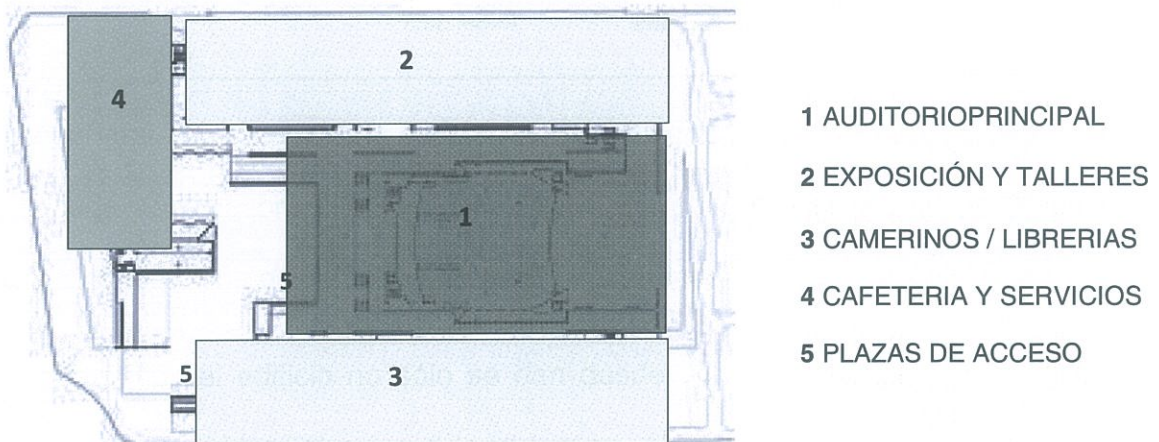 2
4
1
5
5
3
1 AUDITORIOPRINCIPAL
2 EXPOSICIÓN Y TALLERES
3 CAMERINOS / LIBRERIAS
4 CAFETERIA Y SERVICIOS
5 PLAZAS DE ACCESO